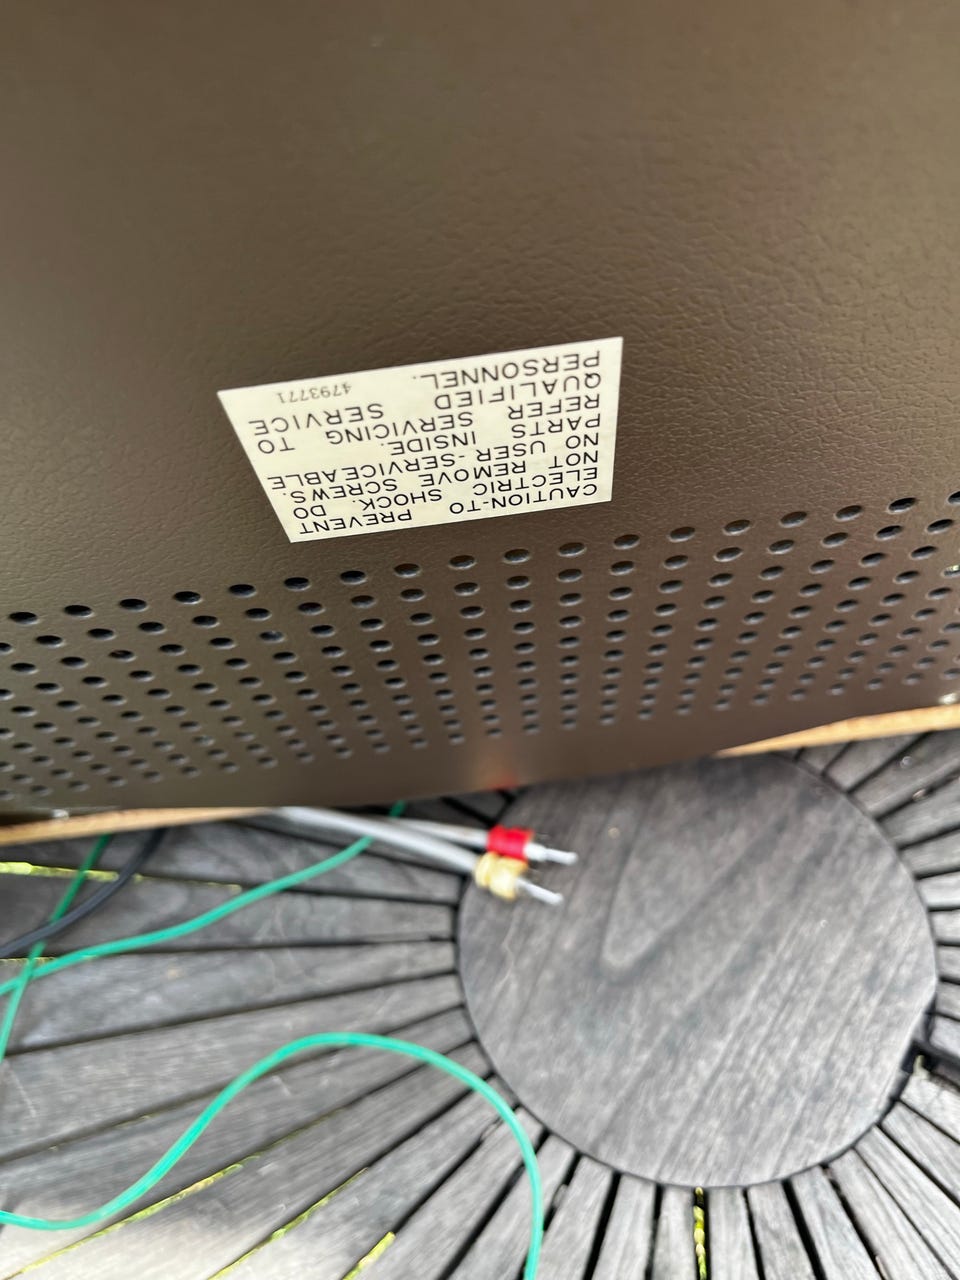 CAUTION-TO PREVENT
ELECTRIC SHOCK. DO
NOT REMOVE SCREWS.
NO USER-SERVICEABLE
PARTS INSIDE.
REFER SERVICING TO
QUALIFIED SERVICE
PERSONNEL.
4793771